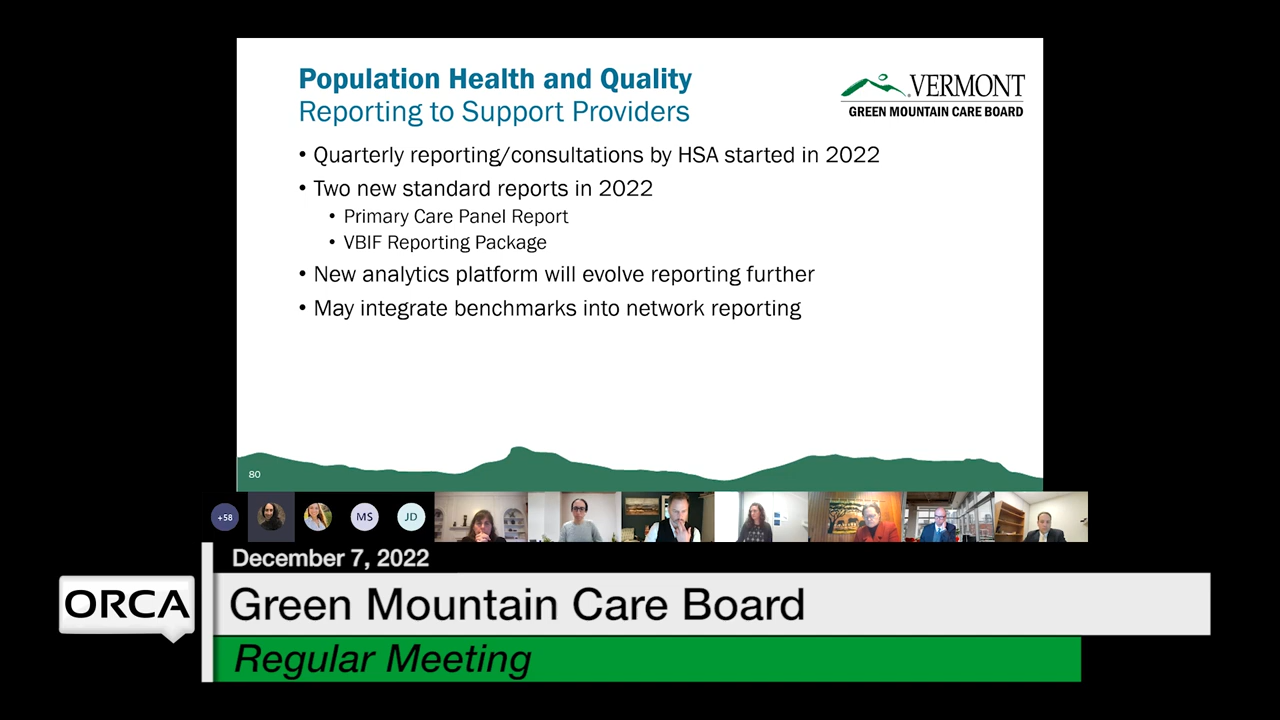 Population Health and Quality
Reporting to Support Providers
VERMONT
GREEN MOUNTAIN CARE BOARD
• Quarterly reporting/consultations by HSA started in 2022
• Two new standard reports in 2022
• Primary Care Panel Report
• VBIF Reporting Package
• New analytics platform will evolve reporting further
• May integrate benchmarks into network reporting
80
+58
MS
JD
December 7, 2022
ORCA
Green Mountain Care Board
Regular Meeting